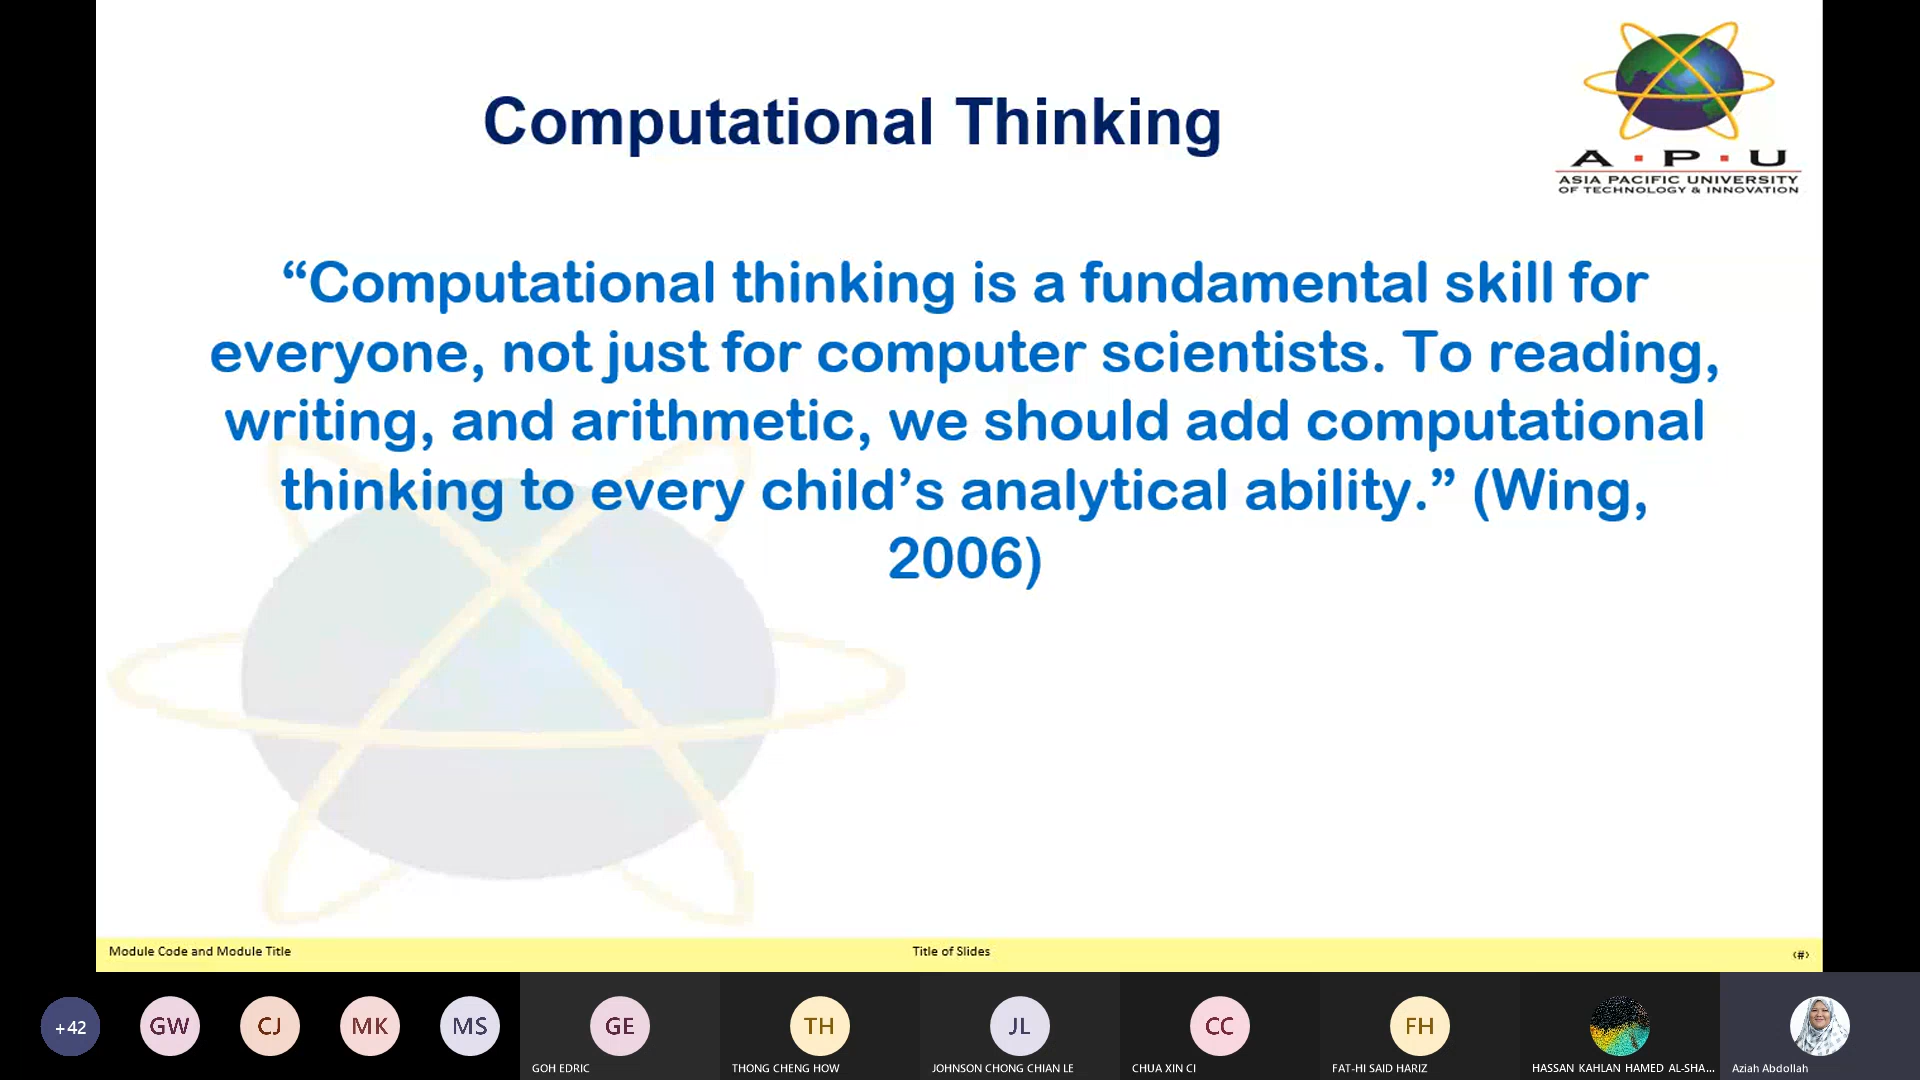 Computational Thinking
A · P · U
ASIA PACIFIC UNIVERSITY
OF TECHNOLOGY & INNOVATION
“Computational thinking is a fundamental skill for
everyone, not just for computer scientists. To reading,
writing, and arithmetic, we should add computational
thinking to every child’s analytical ability.” (Wing,
2006)
Module Code and Module Title
Title of Slides
‹#›
+42
GW
CJ
MK
MS
GE
GOH EDRIC
TH
THONG CHENG HOW
JL
JOHNSON CHONG CHIAN LE
CC
CHUA XIN CI
FH
FAT-HI SAID HARIZ
HASSAN KAHLAN HAMED AL-SHA...
Aziah Abdollah